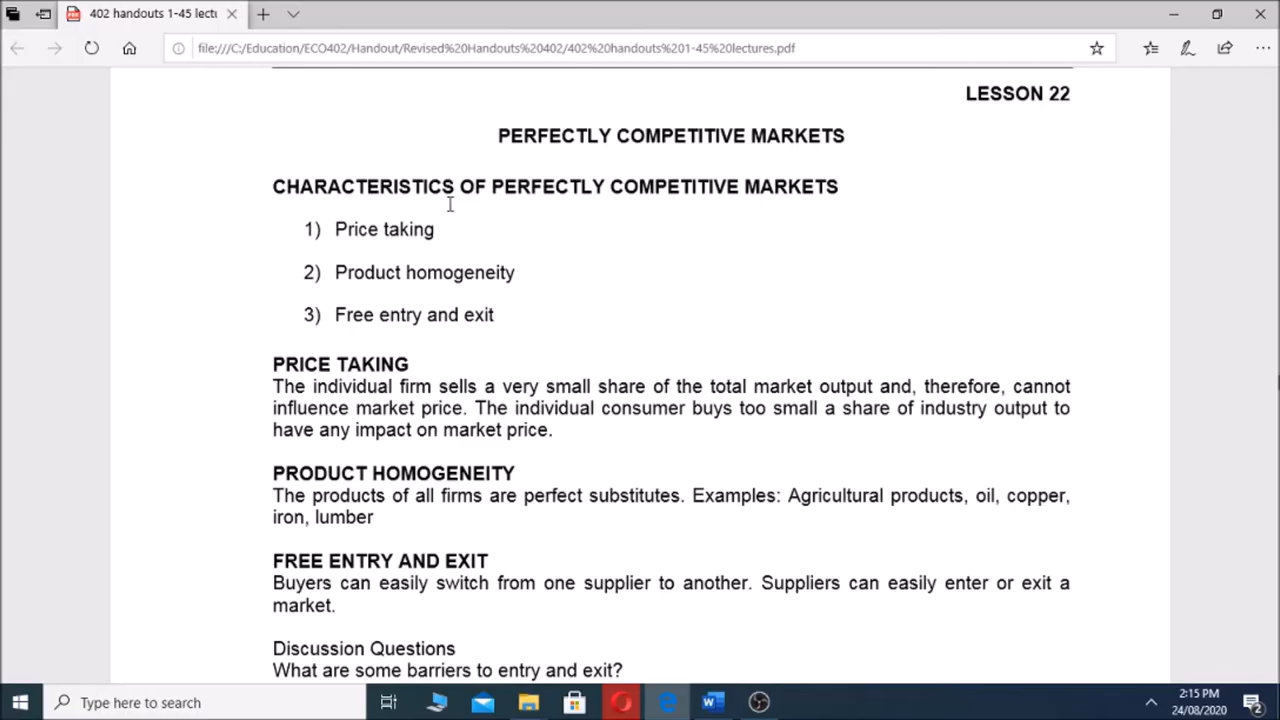 402 handouts 1-45 lectu
file:///C:/Education/ECO402/Handout/Revised%20Handouts%20402/402%20handouts%201-45%20lectures.pdf
LESSON 22
PERFECTLY COMPETITIVE MARKETS
CHARACTERISTICS OF PERFECTLY COMPETITIVE MARKETS
1) Price taking
2) Product homogeneity
3) Free entry and exit
PRICE TAKING
The individual firm sells a very small share of the total market output and, therefore, cannot
influence market price. The individual consumer buys too small a share of industry output to
have any impact on market price.
PRODUCT HOMOGENEITY
The products of all firms are perfect substitutes. Examples: Agricultural products, oil, copper,
iron, lumber
FREE ENTRY AND EXIT
Buyers can easily switch from one supplier to another. Suppliers can easily enter or exit a
market.
Discussion Questions
What are some barriers to entry and exit?
Type here to search
2:15 PM
24/08/2020
2